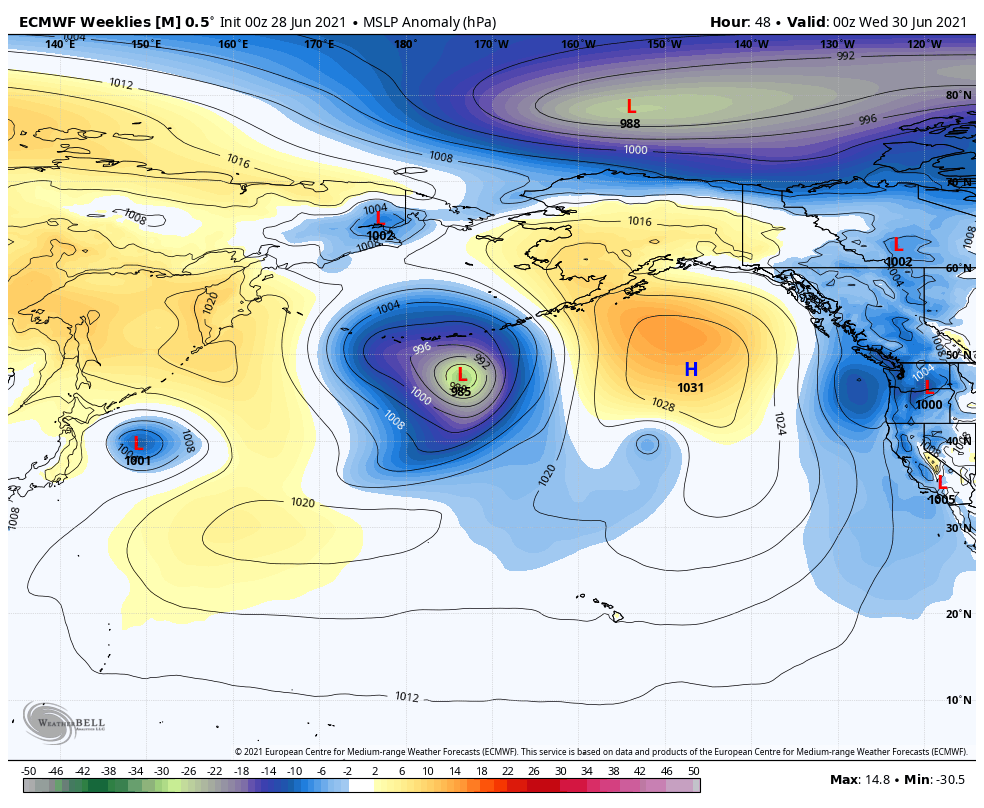 ECMWF Weeklies [M] 0.5° Init 00z 28 Jun 2021 • MSLP Anomaly (hPa)
Hour: 48 • Valid: 00z Wed 30 Jun 2021
140°E 150°E 160°E 170°E 180° 170°W 160°W 150°W 140°W 130°W 120°W
1004
992
1012
80°N
L
988
996
1000
1008
1016
70°N
1004
L
1002
1008
1008
1016
1008
L
1002
1004
60°N
1020
1004
996
992
50°N
1008
L
985
1000
H
1031
1004
L
1000
1028
1008
1024
1008
L
1001
40°N
1008
1020
L
1005
1020
1008
30°N
20°N
1012
10°N
WEATHERBELL
Analytics LLC
© 2021 European Centre for Medium-range Weather Forecasts (ECMWF). This service is based on data and products of the European Centre for Medium-range Weather Forecasts (ECMWF).
-50 -46 -42 -38 -34 -30 -26 -22 -18 -14 -10 -6 -2 2 6 10 14 18 22 26 30 34 38 42 46 50
Max: 14.8 • Min: -30.5